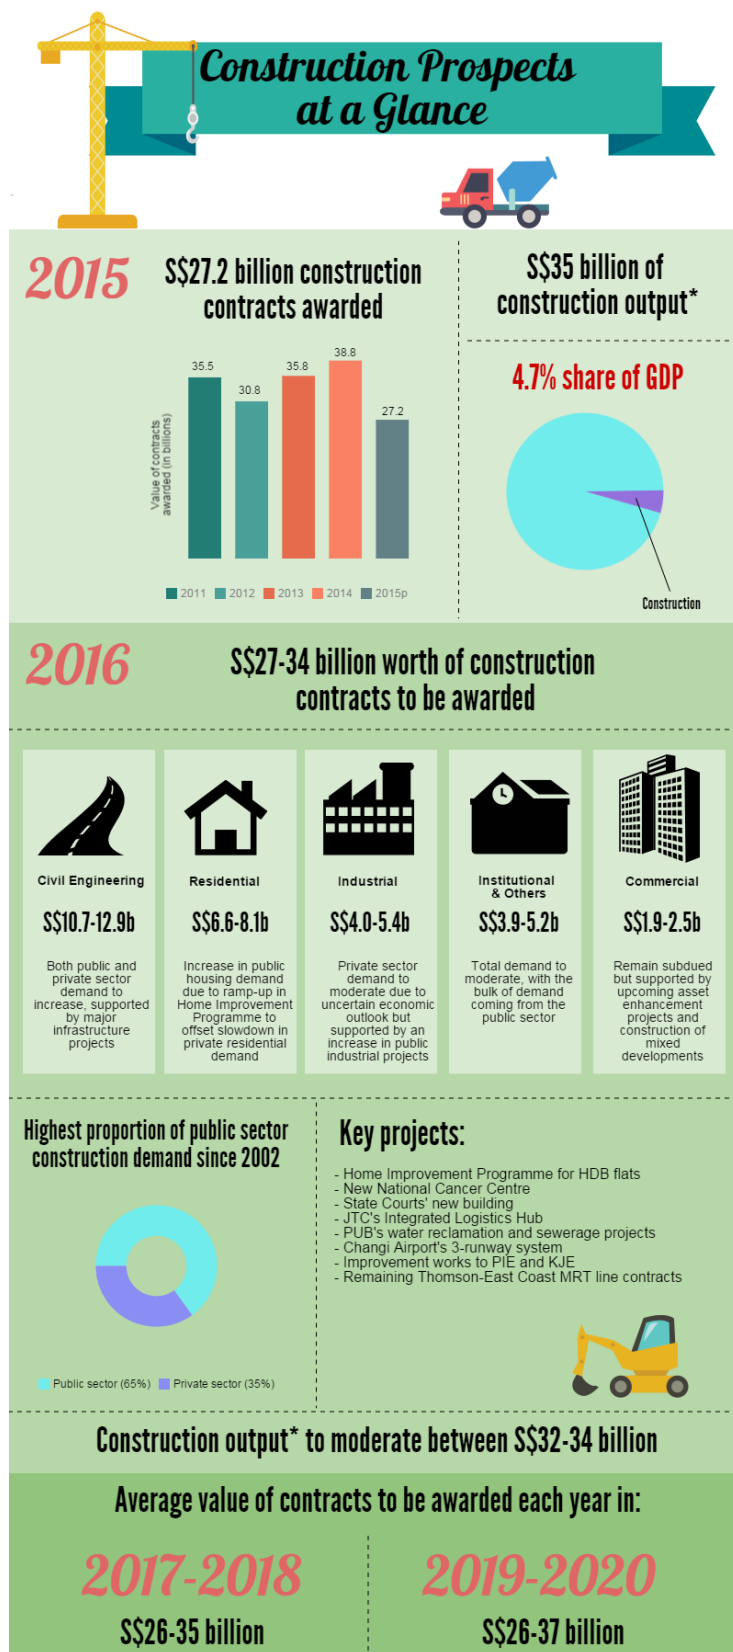 Construction Prospects
at a Glance
2015
S$27.2 billion construction
contracts awarded
Value of contracts
awarded (in billions)
35.5
30.8
35.8
38.8
27.2
2011
2012
2013
2014
2015p
S$35 billion of
construction output*
4.7% share of GDP
Construction
2016
S$27-34 billion worth of construction
contracts to be awarded
Civil Engineering
S$10.7-12.9b
Both public and
private sector
demand to
increase, supported
by major
infrastructure
projects
Residential
S$6.6-8.1b
Increase in public
housing demand
due to ramp-up in
Home Improvement
Programme to
offset slowdown in
private residential
demand
Industrial
S$4.0-5.4b
Private sector
demand to
moderate due to
uncertain economic
outlook but
supported by an
increase in public
industrial projects
Institutional
& Others
S$3.9-5.2b
Total demand to
moderate, with the
bulk of demand
coming from the
public sector
Commercial
S$1.9-2.5b
Remain subdued
but supported by
upcoming asset
enhancement
projects and
construction of
mixed
developments
Highest proportion of public sector
construction demand since 2002
Public sector (65%)
Private sector (35%)
Key projects:
- Home Improvement Programme for HDB flats
- New National Cancer Centre
- State Courts' new building
- JTC's Integrated Logistics Hub
- PUB's water reclamation and sewerage projects
- Changi Airport's 3-runway system
- Improvement works to PIE and KJE
- Remaining Thomson-East Coast MRT line contracts
Construction output* to moderate between S$32-34 billion
Average value of contracts to be awarded each year in:
2017-2018
S$26-35 billion
2019-2020
S$26-37 billion